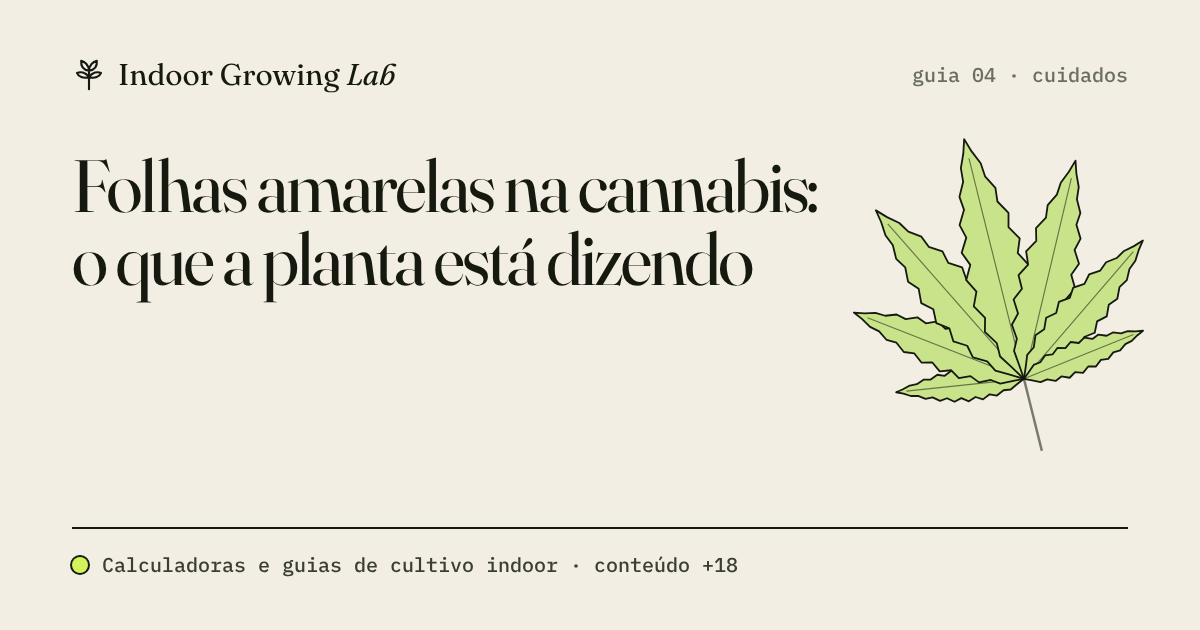 Indoor Growing Lab
guia 04 · cuidados
Folhas amarelas na cannabis:
o que a planta está dizendo
Calculadoras e guias de cultivo indoor · conteúdo +18